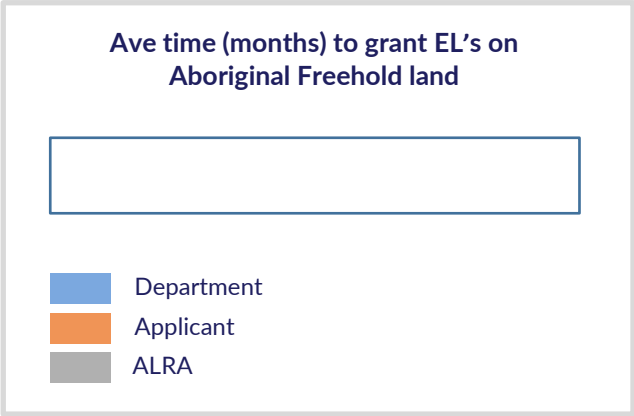 Ave time (months) to grant EL’s on
Aboriginal Freehold land
Department
Applicant
ALRA